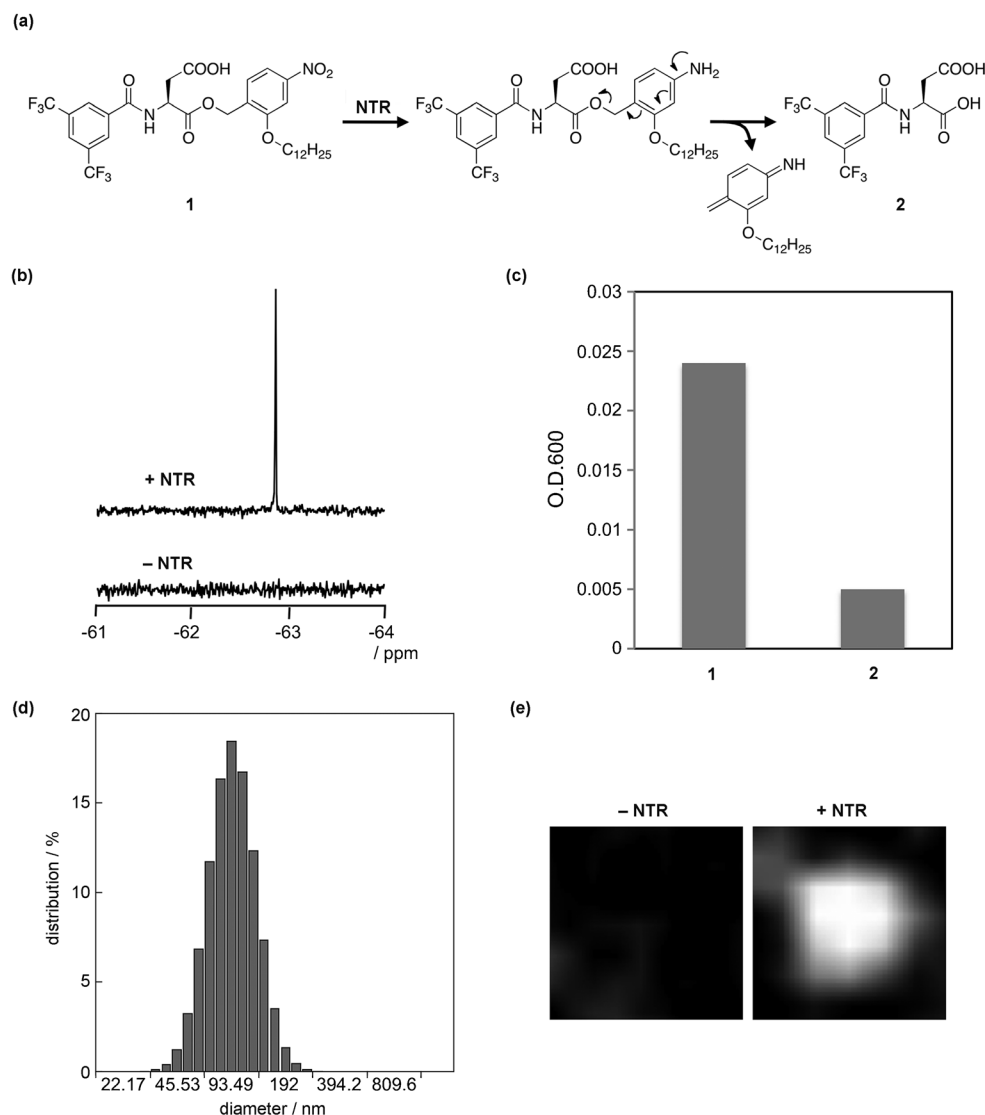 (a)
COOH
NO2
F3C
O
N
H
O
O
O
C12H25
CF3
1
NTR
COOH
NH2
F3C
O
N
H
O
O
O
C12H25
CF3
NH
O
C12H25
COOH
F3C
O
N
H
OH
O
CF3
2
(b)
+ NTR
– NTR
-61 -62 -63 -64
/ ppm
(c)
0.03
0.025
0.02
0.015
0.01
0.005
0
O.D.600
1 2
(d)
20
15
10
5
0
distribution / %
22.17 45.53 93.49 192 394.2 809.6
diameter / nm
(e)
– NTR + NTR